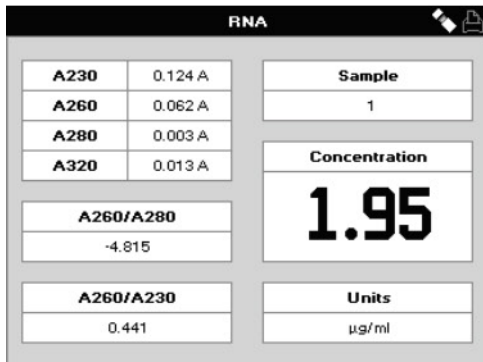 RNA
A230 0.124 A
A260 0.062 A
A280 0.003 A
A320 0.013 A
A260/A280
-4.815
A260/A230
0.441
Sample
1
Concentration
1.95
Units
µg/ml